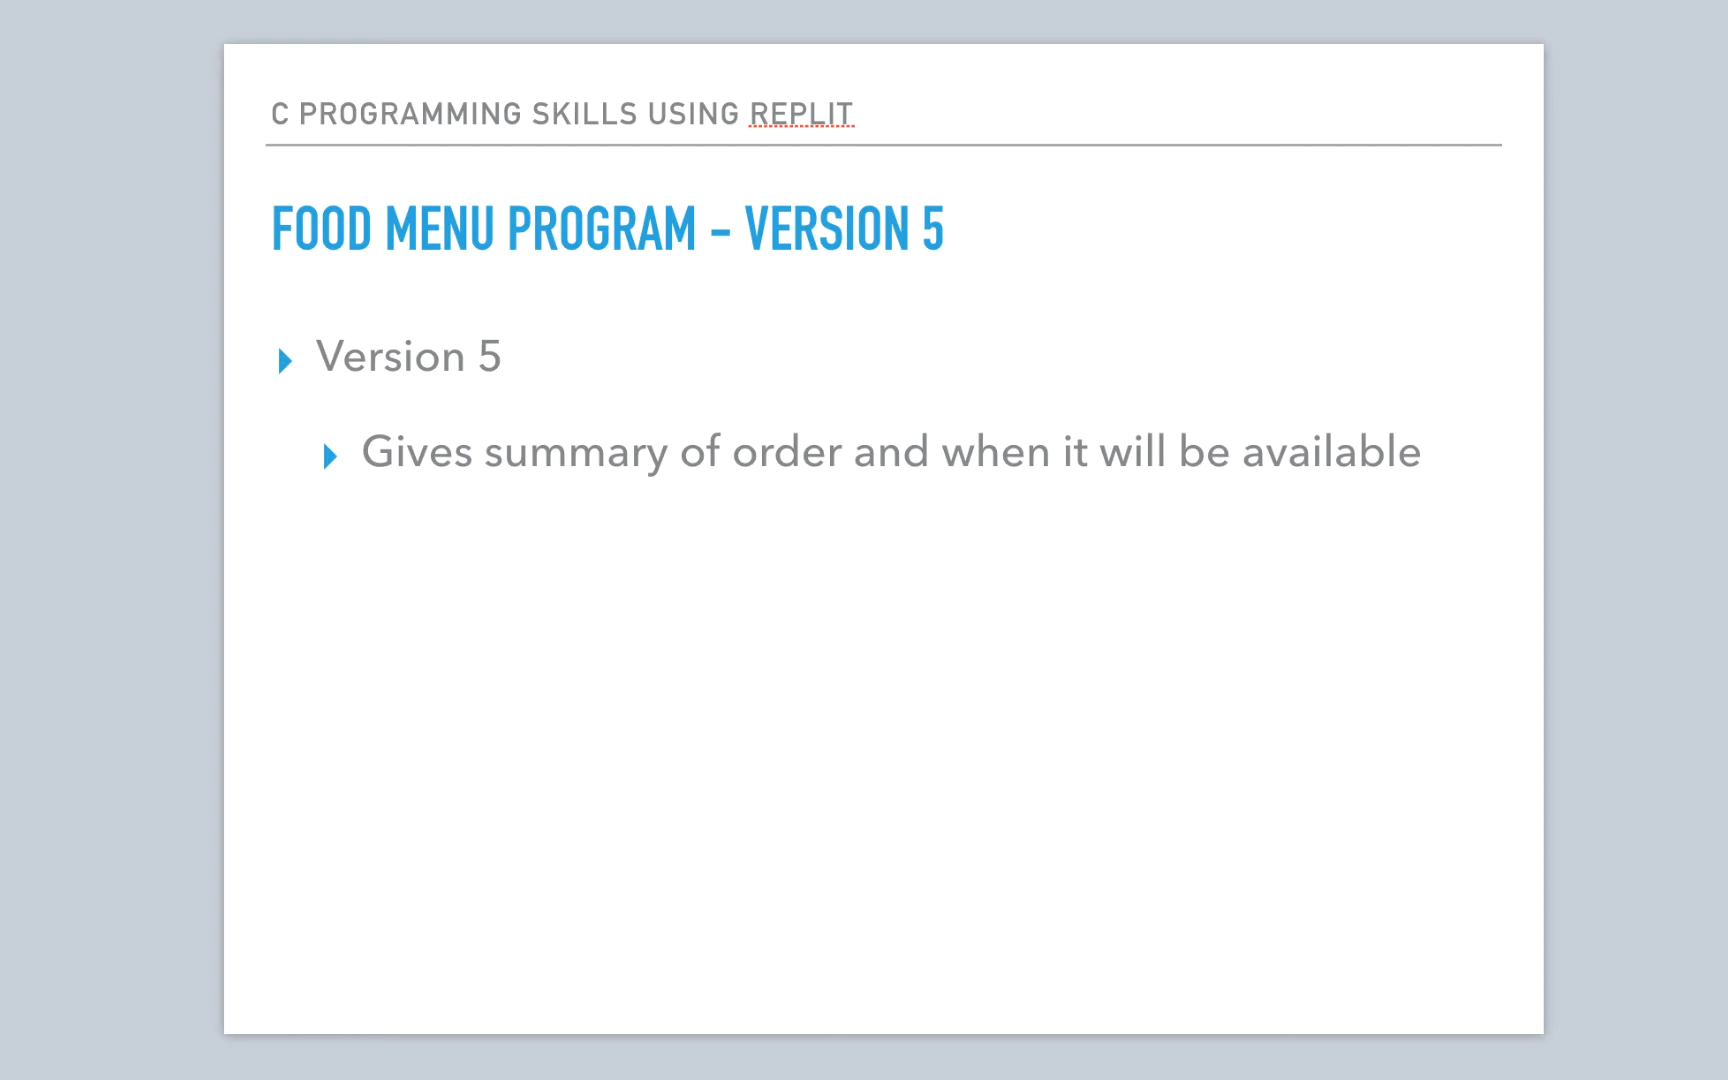 C PROGRAMMING SKILLS USING REPLIT
FOOD MENU PROGRAM – VERSION 5
Version 5
Gives summary of order and when it will be available